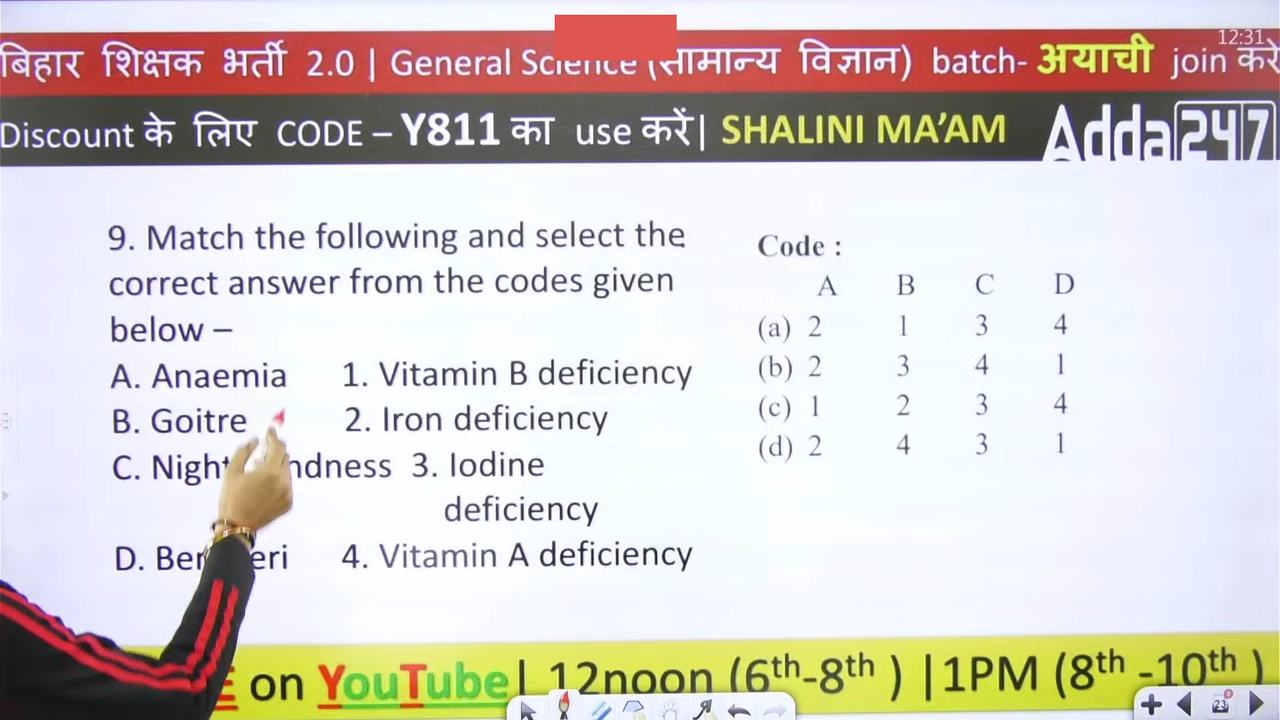 12:31
बिहार शिक्षक भर्ती 2.0 | General Science (सामान्य विज्ञान) batch- अयाची join करे
Discount के लिए CODE – Y811 का use करें| SHALINI MA’AM Adda247
9. Match the following and select the
correct answer from the codes given
below –
A. Anaemia 1. Vitamin B deficiency
B. Goitre 2. Iron deficiency
C. Night 3. Iodine
deficiency
D. 4. Vitamin A deficiency
Code :
A B C D
(a) 2 1 3 4
(b) 2 3 4 1
(c) 1 2 3 4
(d) 2 4 3 1
on YouTube| 12noon (6th-8th ) |1PM (8th -10th )
23